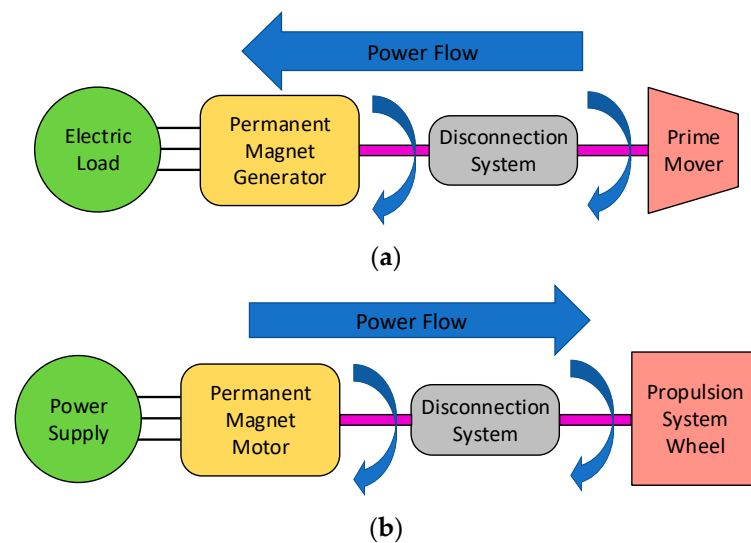 Power Flow
Electric
Load
Permanent
Magnet
Generator
Disconnection
System
Prime
Mover
(a)
Power Flow
Power
Supply
Permanent
Magnet
Motor
Disconnection
System
Propulsion
System
Wheel
(b)